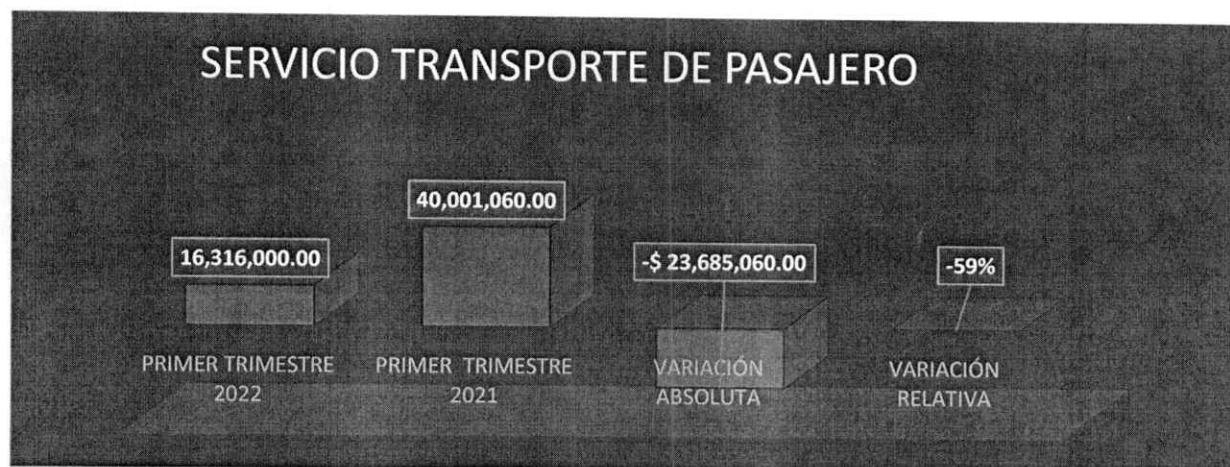 SERVICIO TRANSPORTE DE PASAJERO
40,001,060.00
16,316,000.00
-$ 23,685,060.00
-59%
PRIMER TRIMESTRE
2022
PRIMER TRIMESTRE
2021
VARIACIÓN
ABSOLUTA
VARIACIÓN
RELATIVA